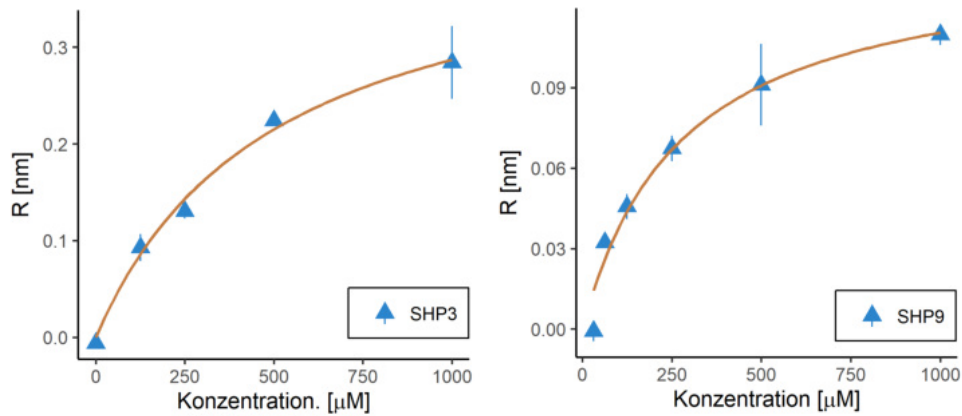 R [nm]
0.3
0.2
0.1
0.0
SHP3
0 250 500 750 1000
Konzentration. [µM]
R [nm]
0.09
0.06
0.03
0.00
SHP9
0 250 500 750 1000
Konzentration [µM]